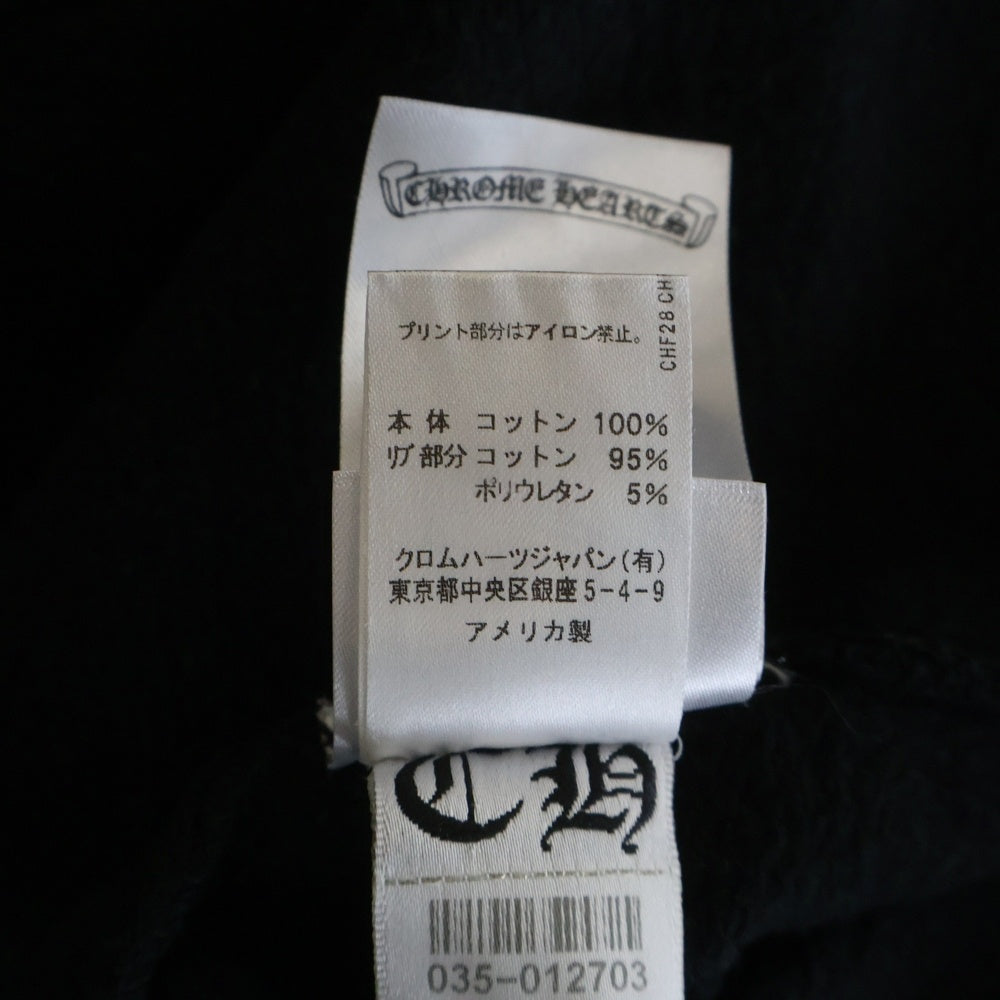 CHROME HEARTS
CHF28 CH
プリント部分はアイロン禁止。
本体 コットン 100%
リブ部分 コットン 95%
ポリウレタン 5%
クロムハーツジャパン(有)
東京都中央区銀座5-4-9
アメリカ製
CH
035-012703